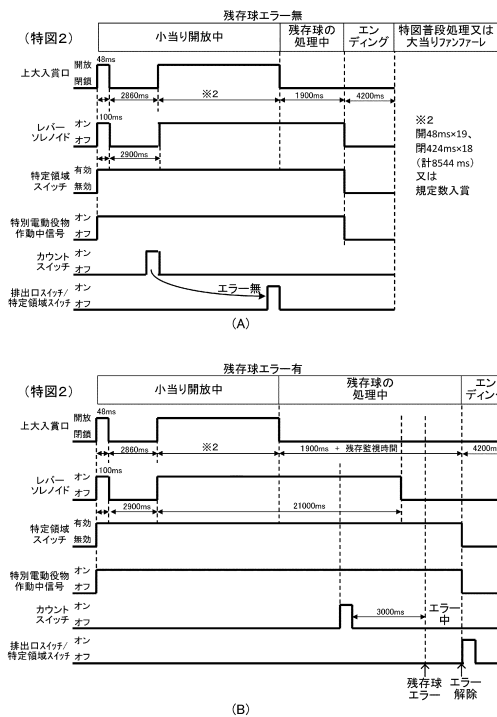 残存球エラー無
(特図2)
小当り開放中
残存球の
処理中
エン
ディング
特図普段処理又は
大当りファンファーレ
上大入賞口
開放
閉鎖
48ms
2860ms
※2
1900ms
4200ms
レバー
ソレノイド
オン
オフ
100ms
2900ms
※2
開48ms×19、
閉424ms×18
(計8544 ms)
又は
規定数入賞
特定領域
スイッチ
有効
無効
特別電動役物
作動中信号
オン
オフ
カウント
スイッチ
オン
オフ
エラー無
排出口スイッチ/
特定領域スイッチ
オン
オフ
(A)
残存球エラー有
(特図2)
小当り開放中
残存球の
処理中
エン
ディング
上大入賞口
開放
閉鎖
48ms
2860ms
※2
1900ms + 残存監視時間
4200ms
レバー
ソレノイド
オン
オフ
100ms
2900ms
21000ms
特定領域
スイッチ
有効
無効
特別電動役物
作動中信号
オン
オフ
カウント
スイッチ
オン
オフ
3000ms
エラー
中
排出口スイッチ/
特定領域スイッチ
オン
オフ
残存球
エラー
エラー
解除
(B)